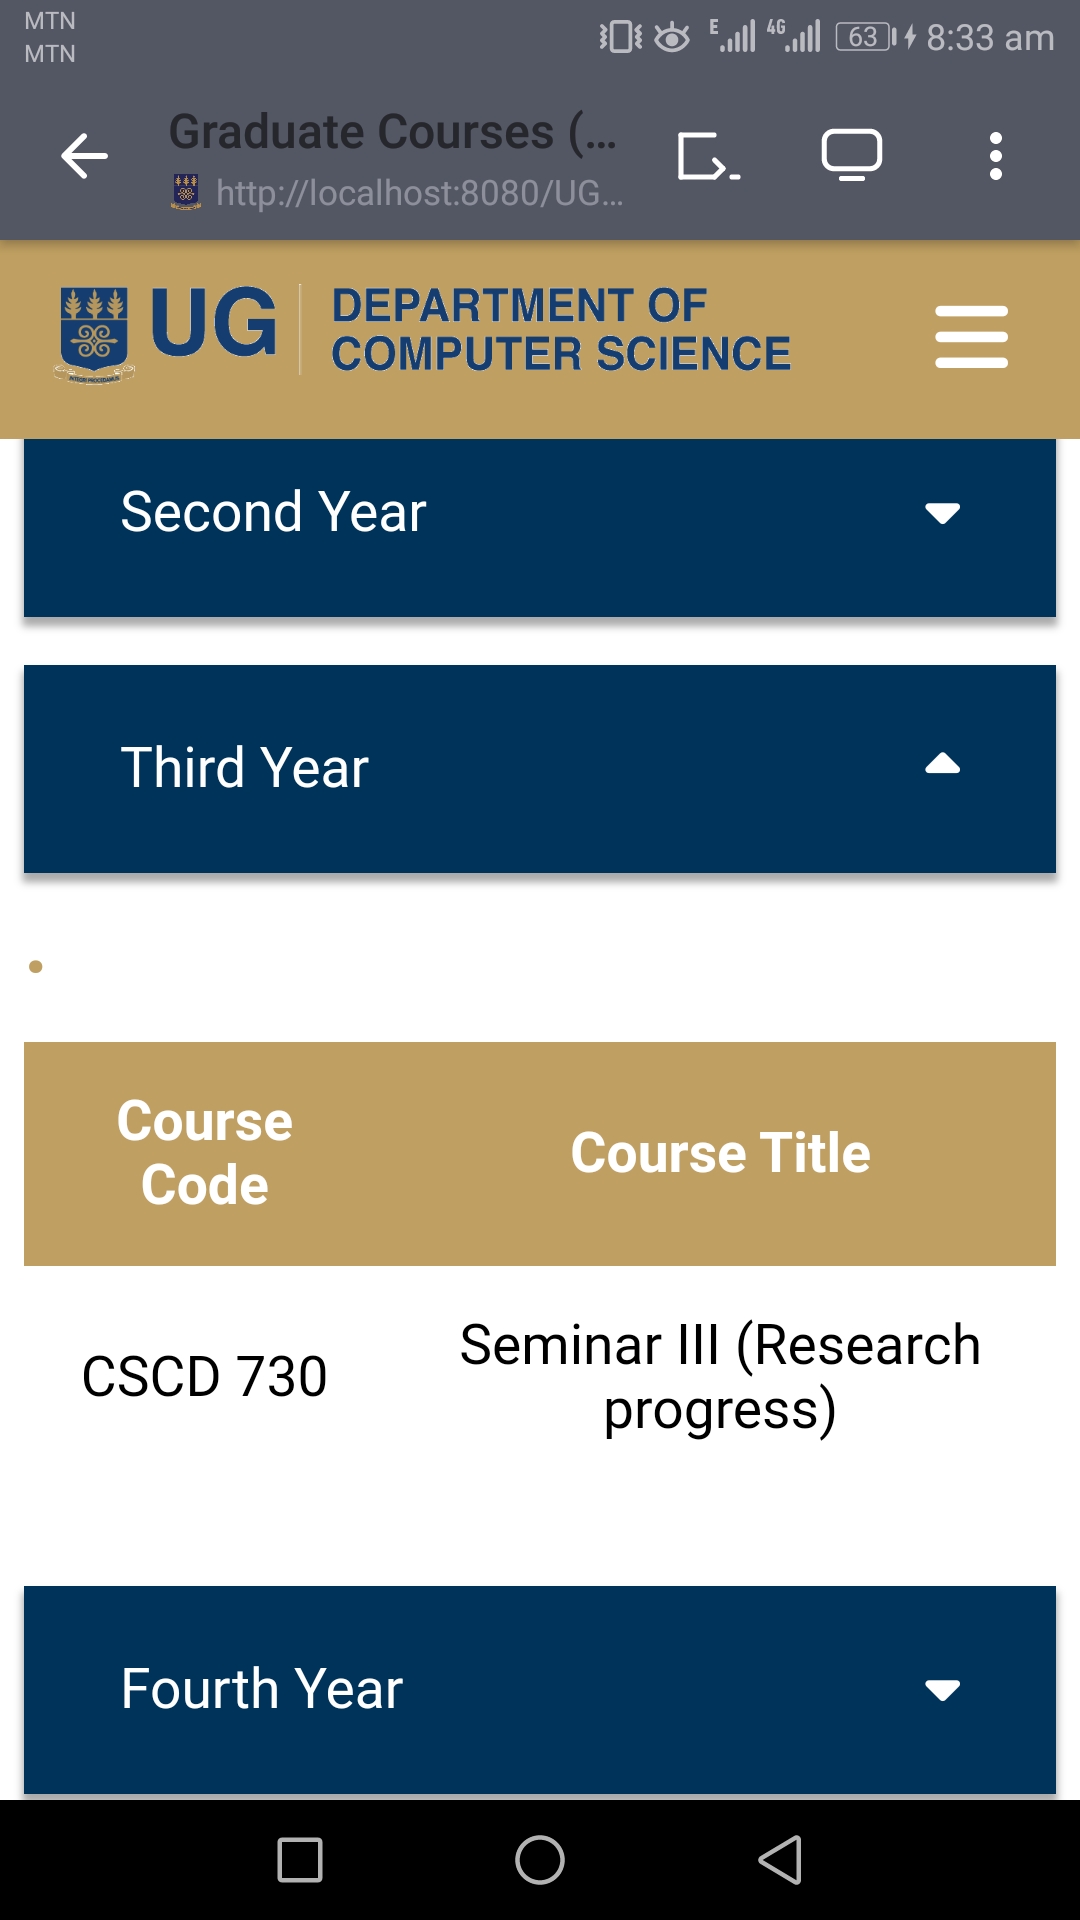 MTN
MTN
E 4G 63 8:33 am
Graduate Courses (...
http://localhost:8080/UG...
UG
DEPARTMENT OF
COMPUTER SCIENCE
Second Year
Third Year
•
Course Code
Course Title
CSCD 730
Seminar III (Research
progress)
Fourth Year